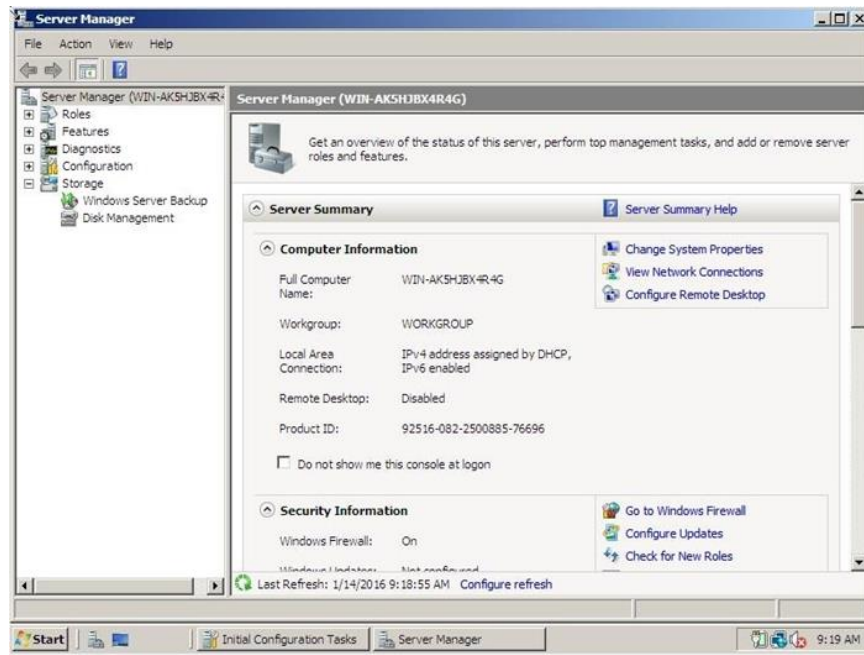 Server Manager
File Action View Help
Server Manager (WIN-AK5HJBX4R4
Roles
Features
Diagnostics
Configuration
Storage
Windows Server Backup
Disk Management
Server Manager (WIN-AK5HJBX4R4G)
Get an overview of the status of this server, perform top management tasks, and add or remove server
roles and features.
Server Summary
Server Summary Help
Computer Information
Full Computer
Name:
WIN-AK5HJBX4R4G
Workgroup:
WORKGROUP
Local Area
Connection:
IPv4 address assigned by DHCP,
IPv6 enabled
Remote Desktop:
Disabled
Product ID:
92516-082-2500885-76696
Do not show me this console at logon
Change System Properties
View Network Connections
Configure Remote Desktop
Security Information
Windows Firewall:
On
Windows Updates:
Not configured
Go to Windows Firewall
Configure Updates
Check for New Roles
Last Refresh: 1/14/2016 9:18:55 AM Configure refresh
Start
Initial Configuration Tasks
Server Manager
9:19 AM